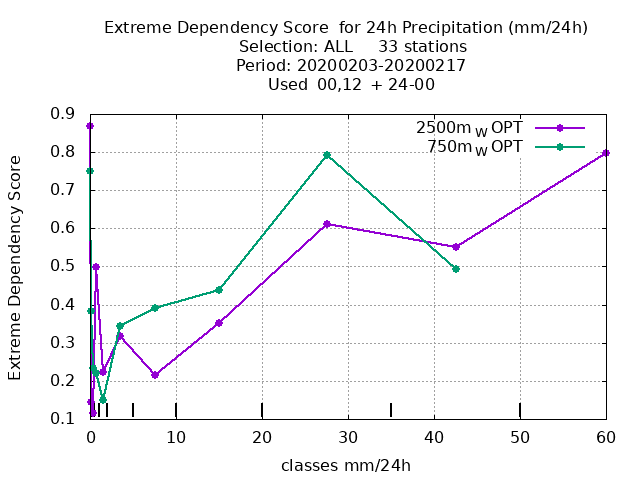 Extreme Dependency Score  for 24h Precipitation (mm/24h)
Selection: ALL     33 stations
Period: 20200203-20200217
Used  00,12  + 24-00
2500m W OPT
750m W OPT
Extreme Dependency Score
0.9
0.8
0.7
0.6
0.5
0.4
0.3
0.2
0.1
0 10 20 30 40 50 60
classes mm/24h